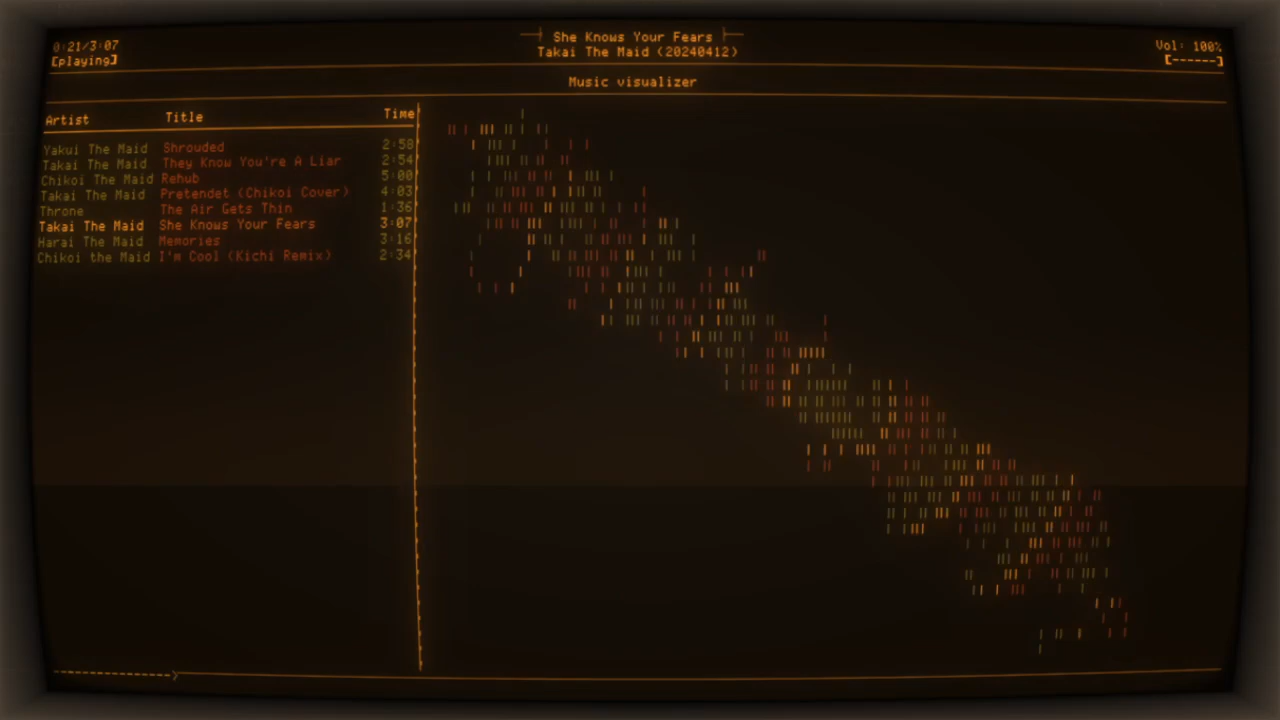 0:21/3:07
[playing]
She Knows Your Fears
Takai The Maid (20240412)
Vol: 100%
[------]
Music visualizer
Artist Title Time
Yakui The Maid Shrouded 2:58
Takai The Maid They Know You're A Liar 2:54
Chikoi The Maid Rehub 5:00
Takai The Maid Pretendet (Chikoi Cover) 4:03
Throne The Air Gets Thin 1:36
Takai The Maid She Knows Your Fears 3:07
Harai The Maid Memories 3:16
Chikoi the Maid I'm Cool (Kichi Remix) 2:34